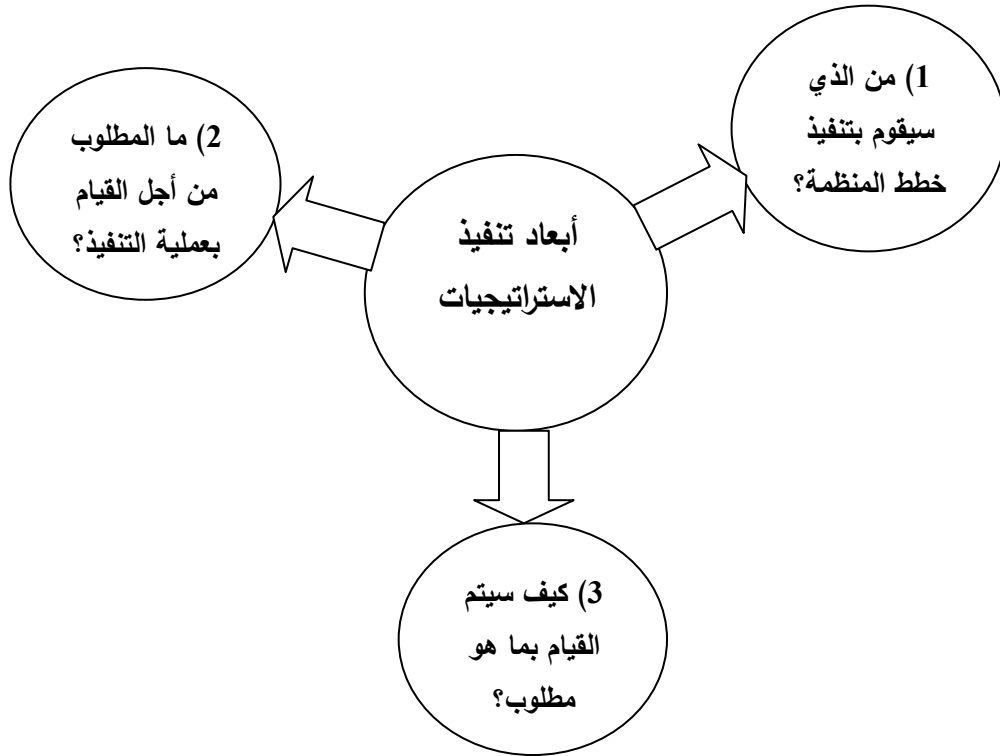 1) من الذي
سيقوم بتنفيذ
خطط المنظمة؟
2) ما المطلوب
من أجل القيام
بعملية التنفيذ؟
أبعاد تنفيذ
الاستراتيجيات
3) كيف سيتم
القيام بما هو
مطلوب؟